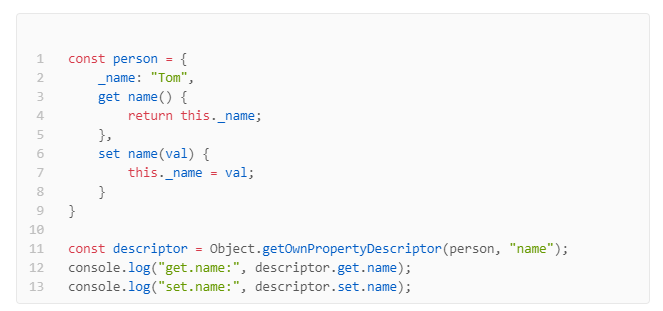 1 const person = {
2 _name: "Tom",
3 get name() {
4 return this._name;
5 },
6 set name(val) {
7 this._name = val;
8 }
9 }
10
11 const descriptor = Object.getOwnPropertyDescriptor(person, "name");
12 console.log("get.name:", descriptor.get.name);
13 console.log("set.name:", descriptor.set.name);